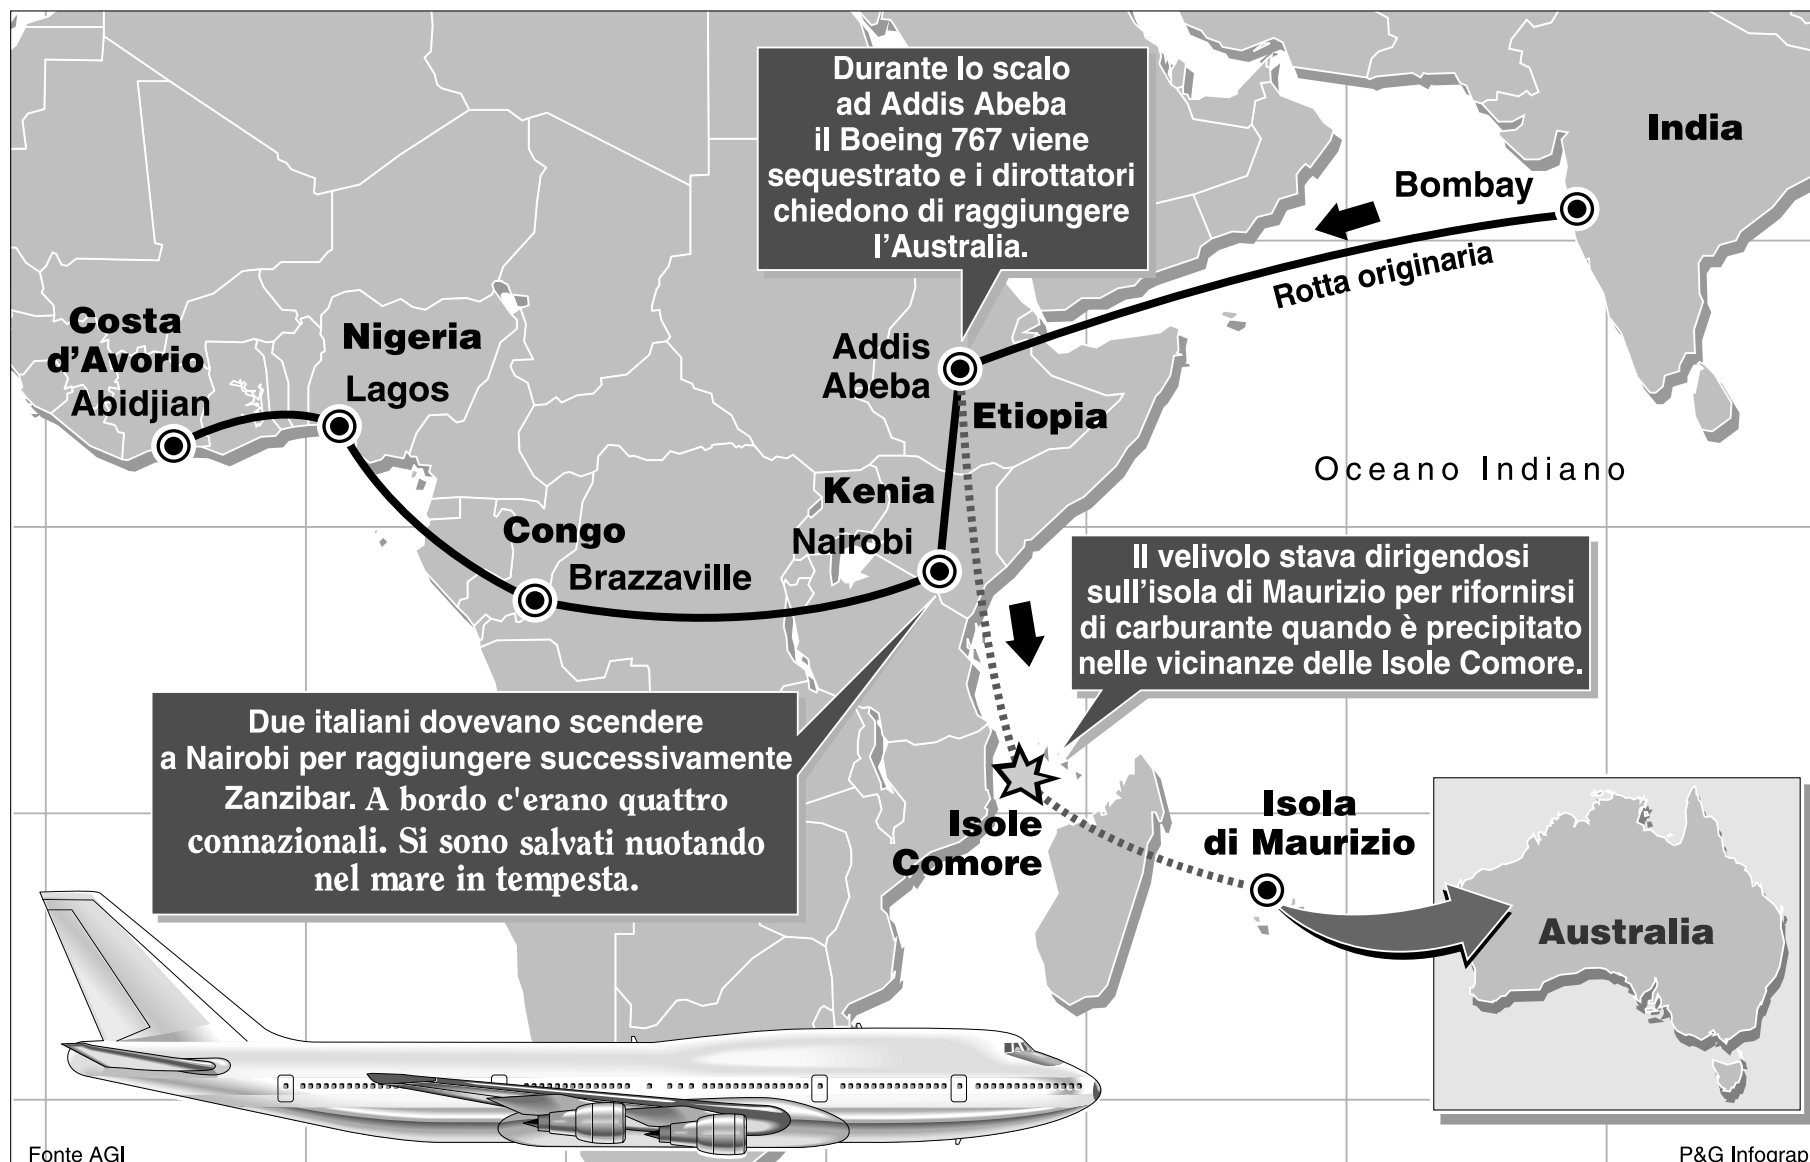 Durante lo scalo
ad Addis Abeba
il Boeing 767 viene
sequestrato e i dirottatori
chiedono di raggiungere
l'Australia.
India
Bombay
Rotta originaria
Costa
d'Avorio
Abidjian
Nigeria
Lagos
Addis
Abeba
Etiopia
Oceano Indiano
Kenia
Nairobi
Congo
Brazzaville
Il velivolo stava dirigendosi
sull'isola di Maurizio per rifornirsi
di carburante quando è precipitato
nelle vicinanze delle Isole Comore.
Due italiani dovevano scendere
a Nairobi per raggiungere successivamente
Zanzibar. A bordo c'erano quattro
connazionali. Si sono salvati nuotando
nel mare in tempesta.
Isole
Comore
Isola
di Maurizio
Australia
Fonte AGI
P&G Infograp